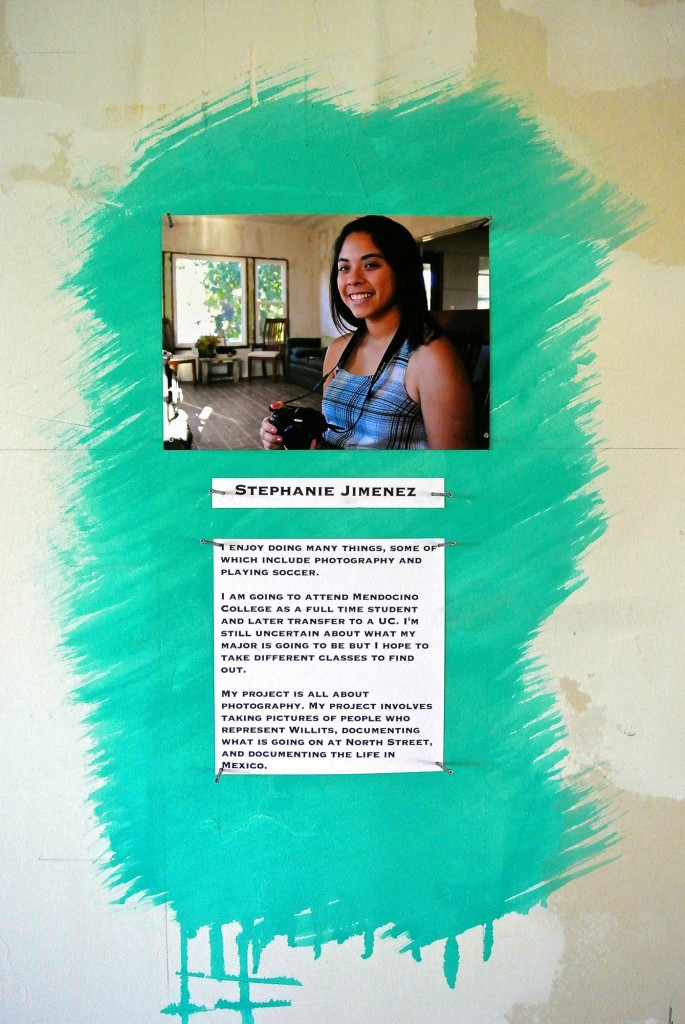 Stephanie Jimenez
I enjoy doing many things, some of
which include photography and
playing soccer.
I am going to attend Mendocino
College as a full time student
and later transfer to a UC. I'm
still uncertain about what my
major is going to be but I hope to
take different classes to find
out.
My project is all about
photography. My project involves
taking pictures of people who
represent Willits, documenting
what is going on at North Street,
and documenting the life in
Mexico.